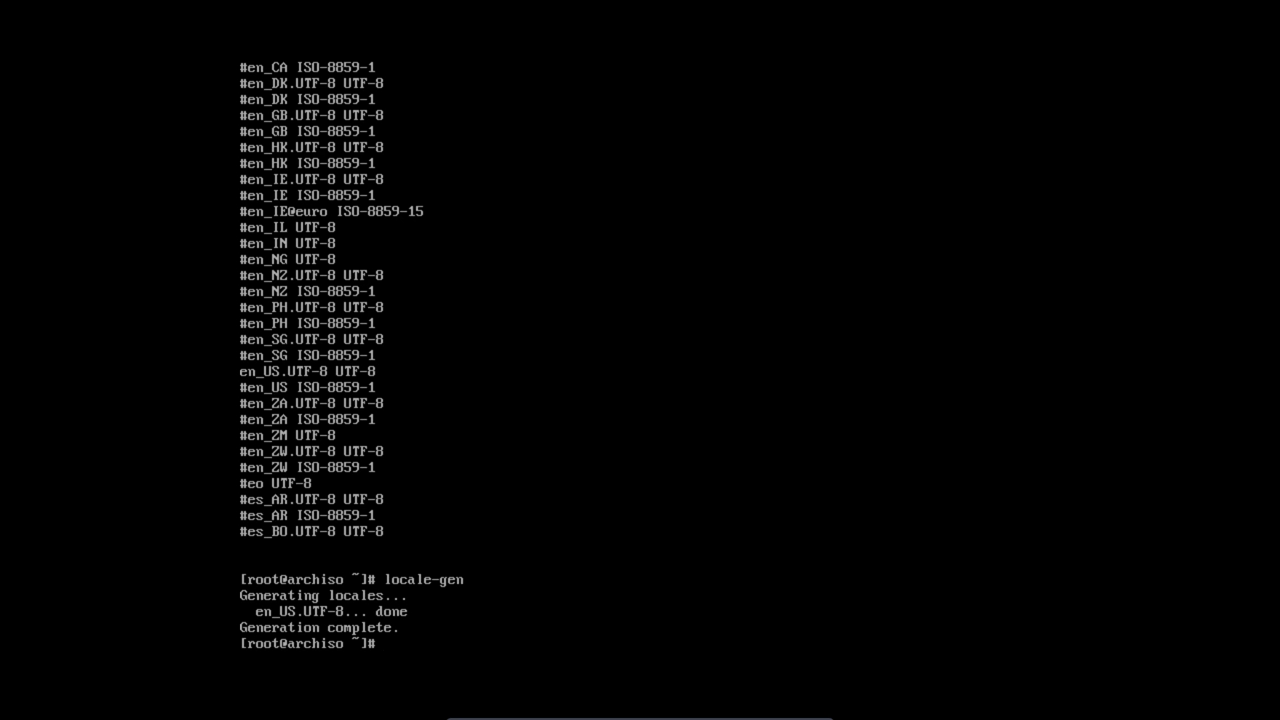 #en_CA ISO-8859-1
#en_DK.UTF-8 UTF-8
#en_DK ISO-8859-1
#en_GB.UTF-8 UTF-8
#en_GB ISO-8859-1
#en_HK.UTF-8 UTF-8
#en_HK ISO-8859-1
#en_IE.UTF-8 UTF-8
#en_IE ISO-8859-1
#en_IE@euro ISO-8859-15
#en_IL UTF-8
#en_IN UTF-8
#en_NG UTF-8
#en_NZ.UTF-8 UTF-8
#en_NZ ISO-8859-1
#en_PH.UTF-8 UTF-8
#en_PH ISO-8859-1
#en_SG.UTF-8 UTF-8
#en_SG ISO-8859-1
en_US.UTF-8 UTF-8
#en_US ISO-8859-1
#en_ZA.UTF-8 UTF-8
#en_ZA ISO-8859-1
#en_ZM UTF-8
#en_ZW.UTF-8 UTF-8
#en_ZW ISO-8859-1
#eo UTF-8
#es_AR.UTF-8 UTF-8
#es_AR ISO-8859-1
#es_BO.UTF-8 UTF-8
[root@archiso ~]# locale-gen
Generating locales...
  en_US.UTF-8... done
Generation complete.
[root@archiso ~]#